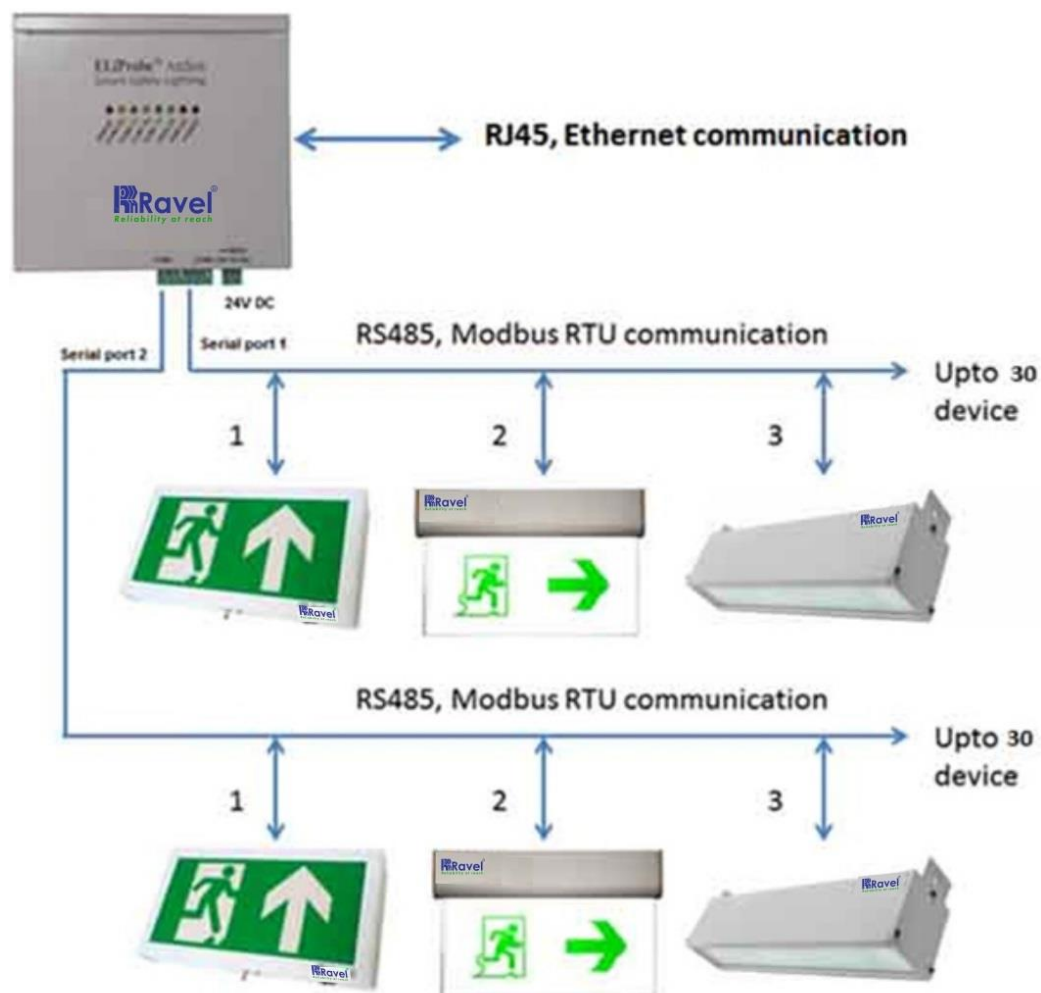 Smart Safety Lighting
Ravel®
Reliability at reach
RJ45, Ethernet communication
24V DC
Serial port 2
Serial port 1
RS485, Modbus RTU communication
Upto 30
device
1
2
3
Ravel
Ravel
Ravel
RS485, Modbus RTU communication
Upto 30
device
1
2
3
Ravel
Ravel
Ravel